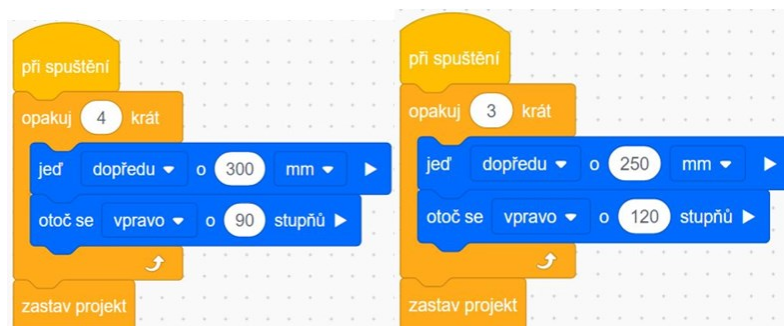 při spuštění
opakuj 4 krát
jeď dopředu o 300 mm
otoč se vpravo o 90 stupňů
zastav projekt
při spuštění
opakuj 3 krát
jeď dopředu o 250 mm
otoč se vpravo o 120 stupňů
zastav projekt